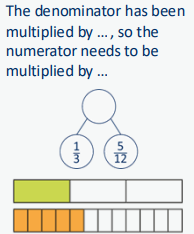 The denominator has been
multiplied by ... , so the
numerator needs to be
multiplied by ...
1/3 5/12